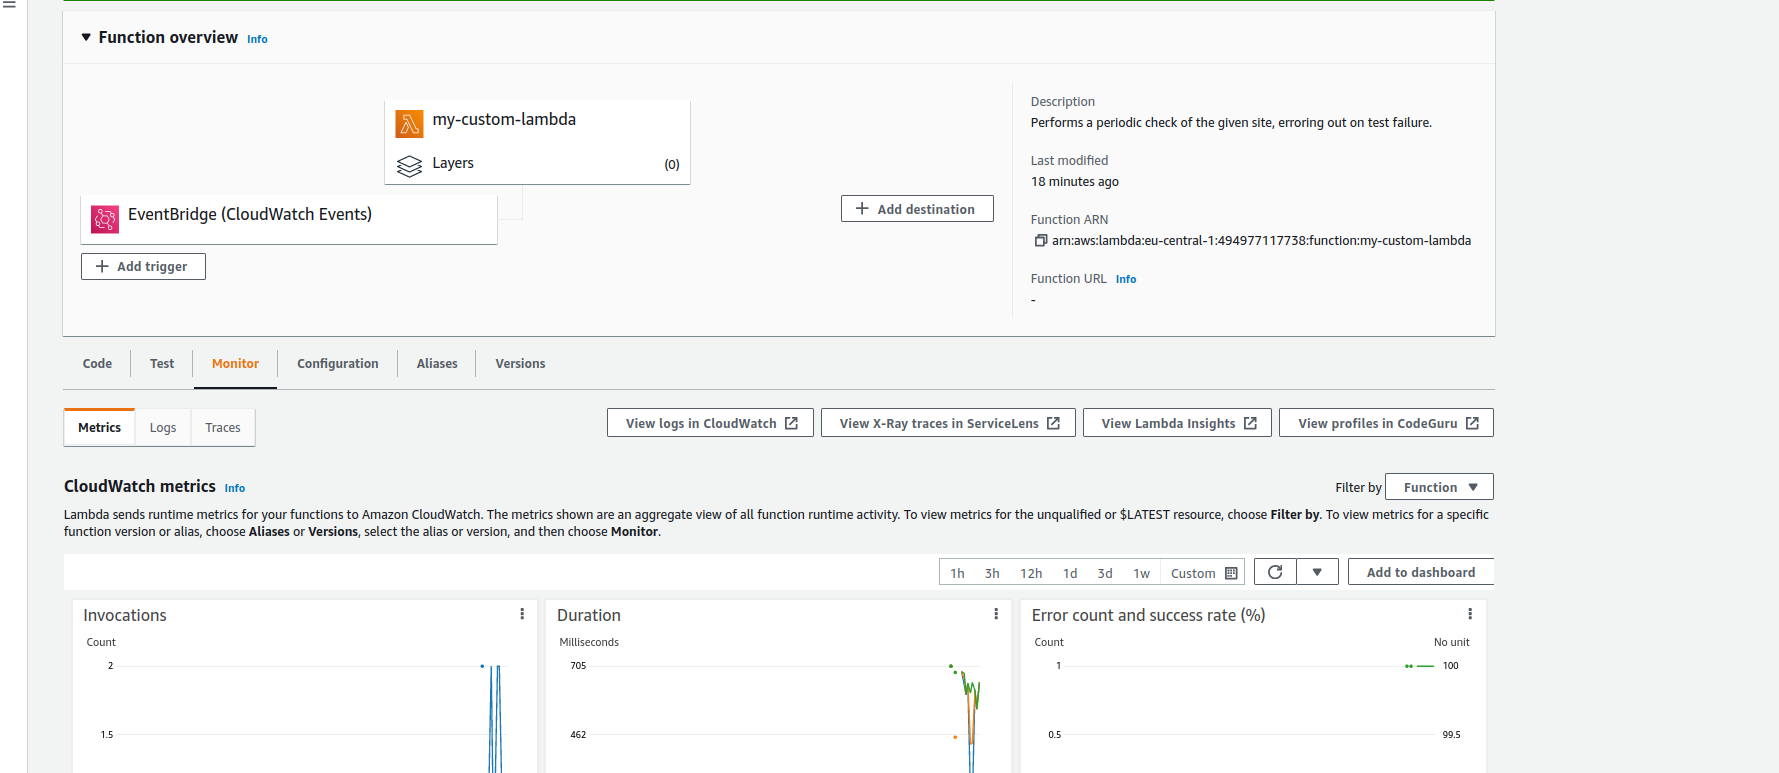 Function overview Info
my-custom-lambda
Layers (0)
EventBridge (CloudWatch Events)
Add trigger
Add destination
Description
Performs a periodic check of the given site, erroring out on test failure.
Last modified
18 minutes ago
Function ARN
arn:aws:lambda:eu-central-1:494977117738:function:my-custom-lambda
Function URL Info
-
Code Test Monitor Configuration Aliases Versions
Metrics Logs Traces View logs in CloudWatch View X-Ray traces in ServiceLens View Lambda Insights View profiles in CodeGuru
CloudWatch metrics Info Filter by Function
Lambda sends runtime metrics for your functions to Amazon CloudWatch. The metrics shown are an aggregate view of all function runtime activity. To view metrics for the unqualified or $LATEST resource, choose Filter by. To view metrics for a specific
function version or alias, choose Aliases or Versions, select the alias or version, and then choose Monitor.
1h 3h 12h 1d 3d 1w Custom Add to dashboard
Invocations
Count
2
1.5
Duration
Milliseconds
705
462
Error count and success rate (%)
Count No unit
1 100
0.5 99.5